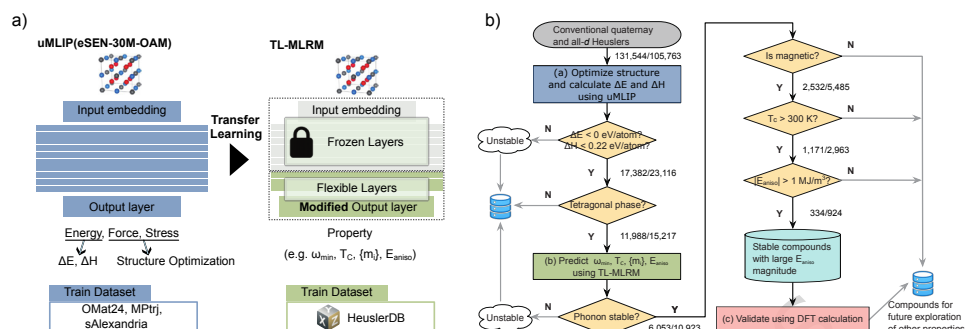 a)
uMLIP(eSEN-30M-OAM)
Input embedding
Output layer
Energy, Force, Stress
ΔE, ΔH
Structure Optimization
Train Dataset
OMat24, MPtrj,
sAlexandria
Transfer
Learning
TL-MLRM
Input embedding
Frozen Layers
Flexible Layers
Modified Output layer
Property
(e.g. ωmin, TC, {mi}, Eaniso)
Train Dataset
HeuslerDB
b)
Conventional quaternay
and all-d Heuslers
131,544/105,763
(a) Optimize structure
and calculate ΔE and ΔH
using uMLIP
N
ΔE < 0 eV/atom?
ΔH < 0.22 eV/atom?
Unstable
Y
17,382/23,116
Tetragonal phase?
N
Y
11,988/15,217
(b) Predict ωmin, TC, {mi}, Eaniso
using TL-MLRM
Unstable
N
Phonon stable?
Y
6,053/10,923
Is magnetic?
N
Y
2,532/5,485
TC > 300 K?
N
Y
1,171/2,963
|Eaniso| > 1 MJ/m³?
N
Y
334/924
Stable compounds
with large Eaniso
magnitude
(c) Validate using DFT calculation
Compounds for
future exploration
of other properties